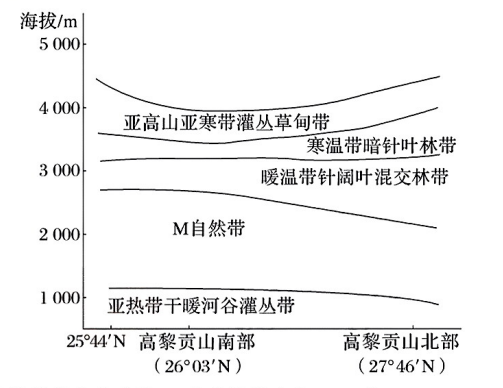 海拔/m
5 000
4 000
亚高山亚寒带灌丛草甸带
寒温带暗针叶林带
3 000
暖温带针阔叶混交林带
M自然带
2 000
1 000
亚热带干暖河谷灌丛带
25°44′N 高黎贡山南部 高黎贡山北部
(26°03′N) (27°46′N)